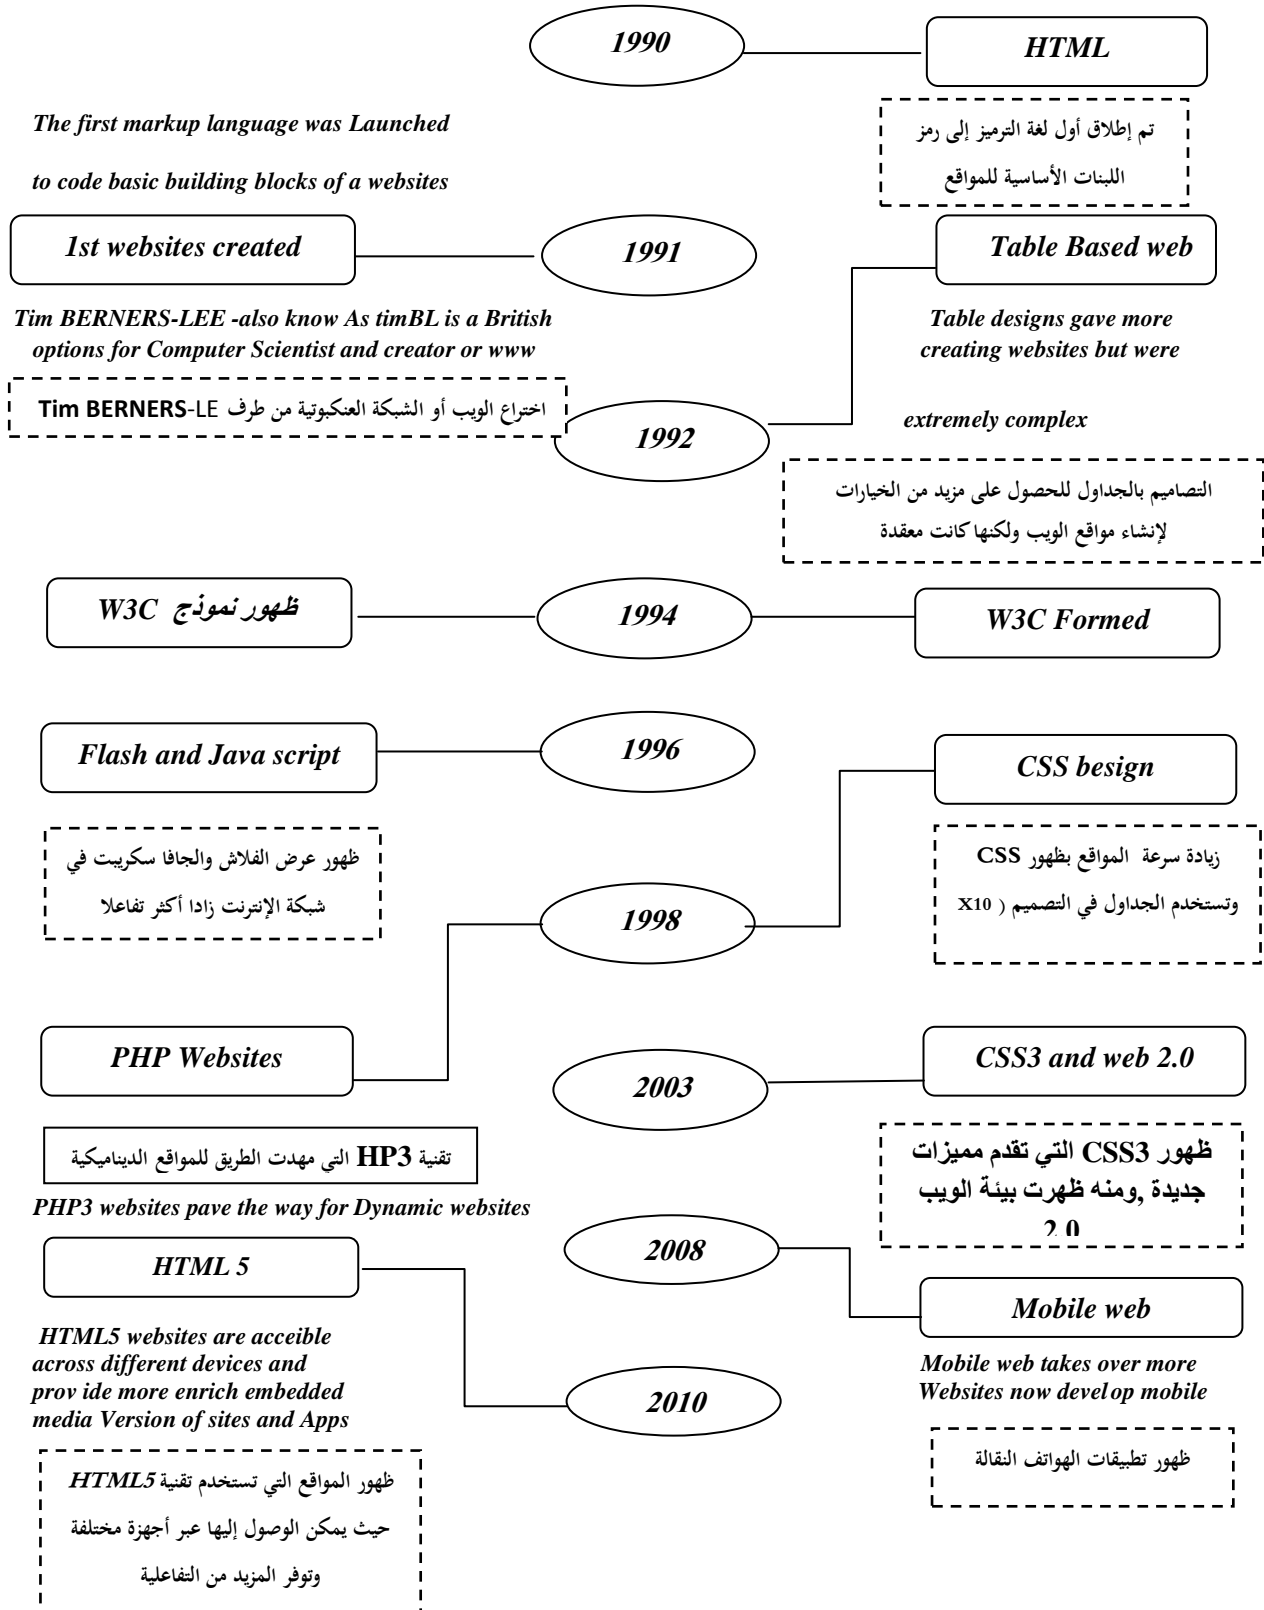 1990
HTML
The first markup language was Launched
to code basic building blocks of a websites
تم إطلاق أول لغة الترميز إلى رمز
اللبنات الأساسية للمواقع
1st websites created
1991
Table Based web
Tim BERNERS-LEE -also know As timBL is a British
options for Computer Scientist and creator or www
Table designs gave more
creating websites but were
extremely complex
اختراع الويب أو الشبكة العنكبوتية من طرف Tim BERNERS-LE
1992
التصاميم بالجداول للحصول على مزيد من الخيارات
لإنشاء مواقع الويب ولكنها كانت معقدة
ظهور نموذج W3C
1994
W3C Formed
Flash and Java script
1996
CSS besign
ظهور عرض الفلاش والجافا سكريبت في
شبكة الإنترنت زادا أكثر تفاعلا
زيادة سرعة المواقع بظهور CSS
وتستخدم الجداول في التصميم ( X10
1998
PHP Websites
2003
CSS3 and web 2.0
تقنية HP3 التي مهدت الطريق للمواقع الديناميكية
PHP3 websites pave the way for Dynamic websites
ظهور CSS3 التي تقدم مميزات
جديدة ,ومنه ظهرت بيئة الويب
2.0
HTML 5
2008
Mobile web
HTML5 websites are acceible
across different devices and
prov ide more enrich embedded
media Version of sites and Apps
2010
Mobile web takes over more
Websites now develop mobile
ظهور تطبيقات الهواتف النقالة
ظهور المواقع التي تستخدم تقنية HTML5
حيث يمكن الوصول إليها عبر أجهزة مختلفة
وتوفر المزيد من التفاعلية